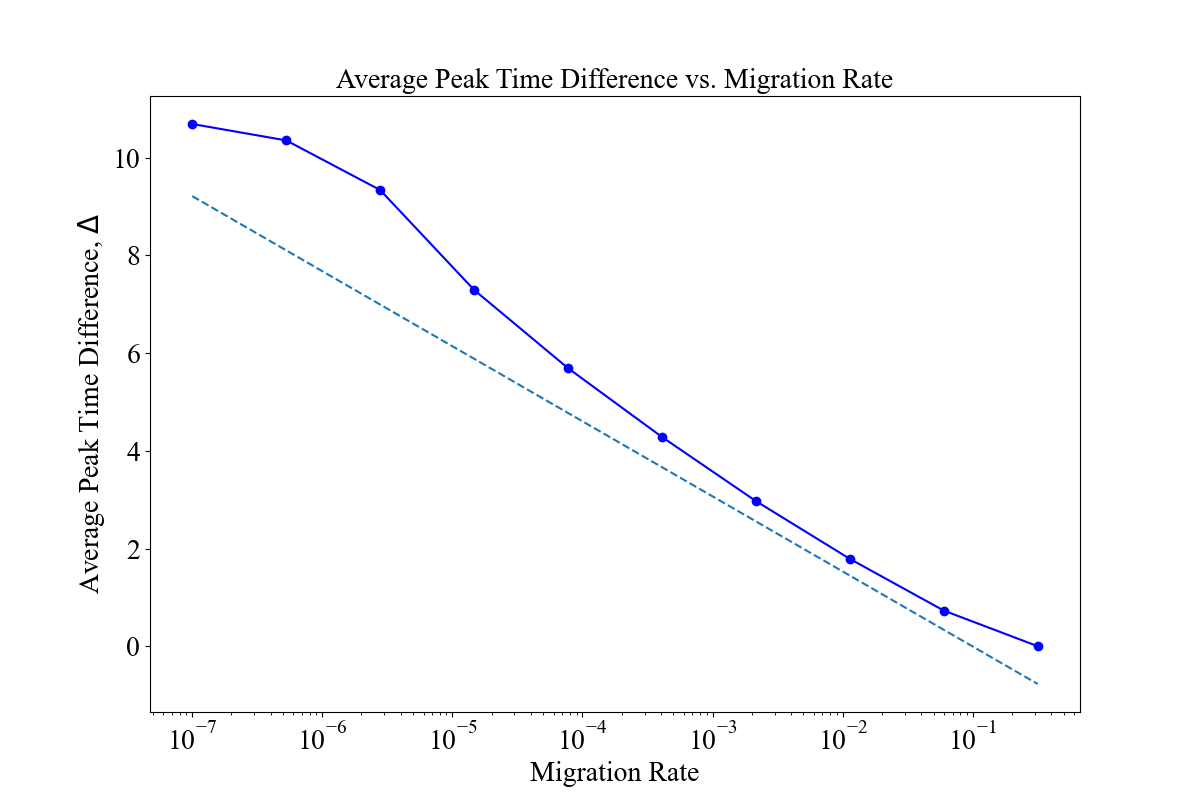 Average Peak Time Difference vs. Migration Rate
Average Peak Time Difference, Δ
10
8
6
4
2
0
10⁻⁷ 10⁻⁶ 10⁻⁵ 10⁻⁴ 10⁻³ 10⁻² 10⁻¹
Migration Rate